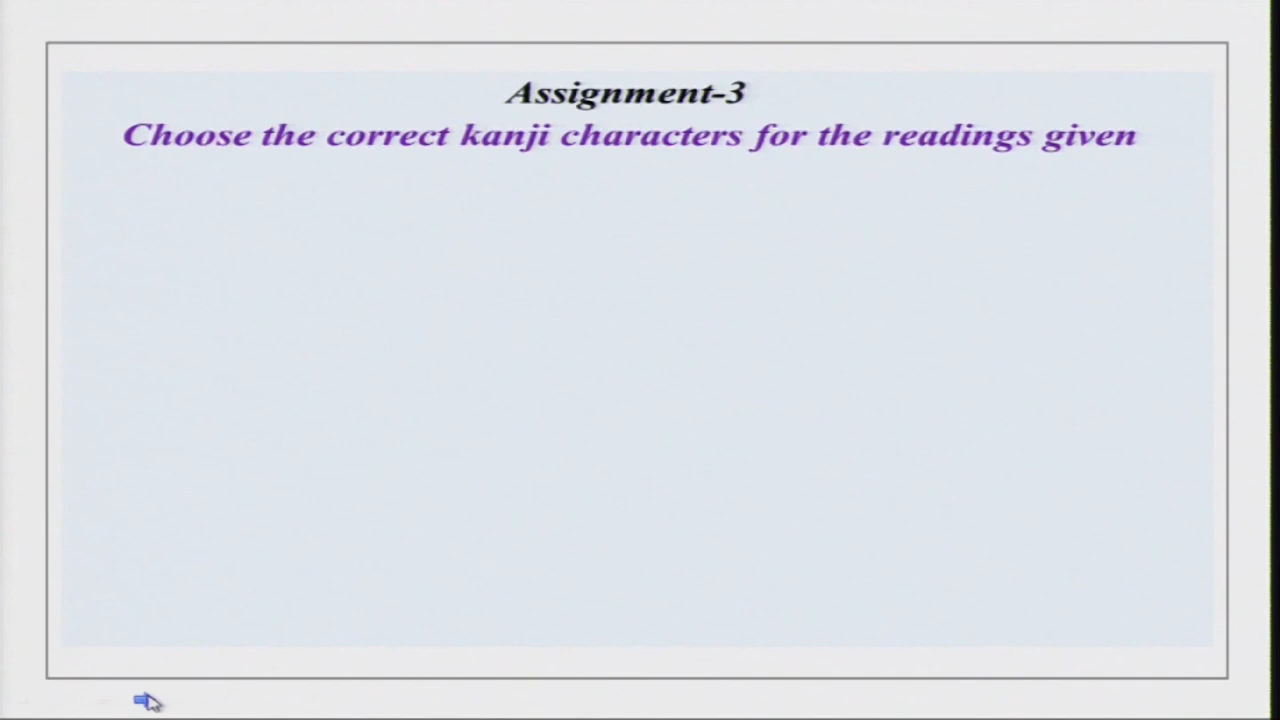 Assignment-3
Choose the correct kanji characters for the readings given